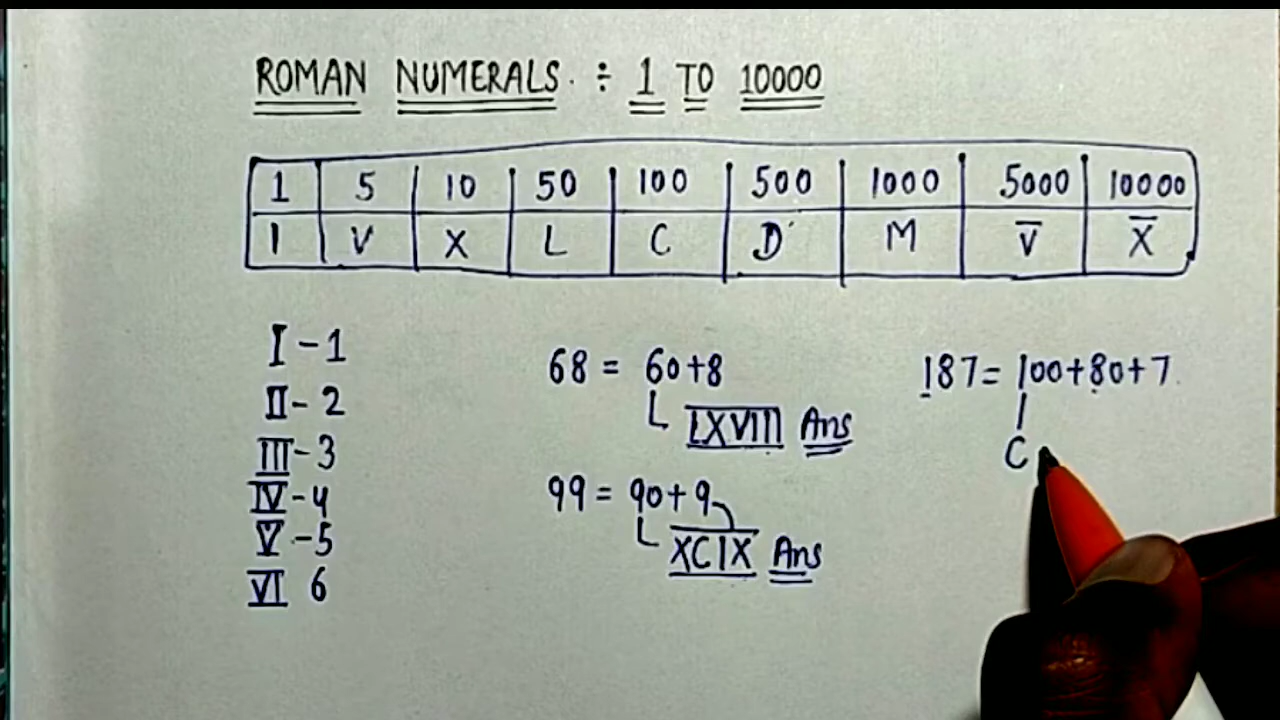 ROMAN NUMERALS. ÷ 1 TO 10000
1 5 10 50 100 500 1000 5000 10000
I V X L C D M V̅ X̅
I - 1
II - 2
III - 3
IV - 4
V - 5
VI 6
68 = 60+8
LXVIII Ans
99 = 90+9
XCIX Ans
187 = 100+80+7
C